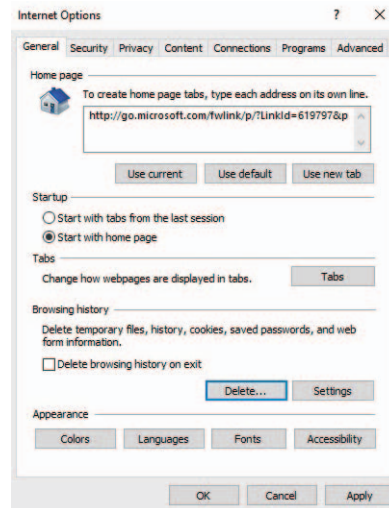 Internet Options ? ×
General Security Privacy Content Connections Programs Advanced
Home page
To create home page tabs, type each address on its own line.
http://go.microsoft.com/fwlink/p/?LinkId=619797&p
Use current Use default Use new tab
Startup
Start with tabs from the last session
Start with home page
Tabs
Change how webpages are displayed in tabs. Tabs
Browsing history
Delete temporary files, history, cookies, saved passwords, and web
form information.
Delete browsing history on exit
Delete... Settings
Appearance
Colors Languages Fonts Accessibility
OK Cancel Apply